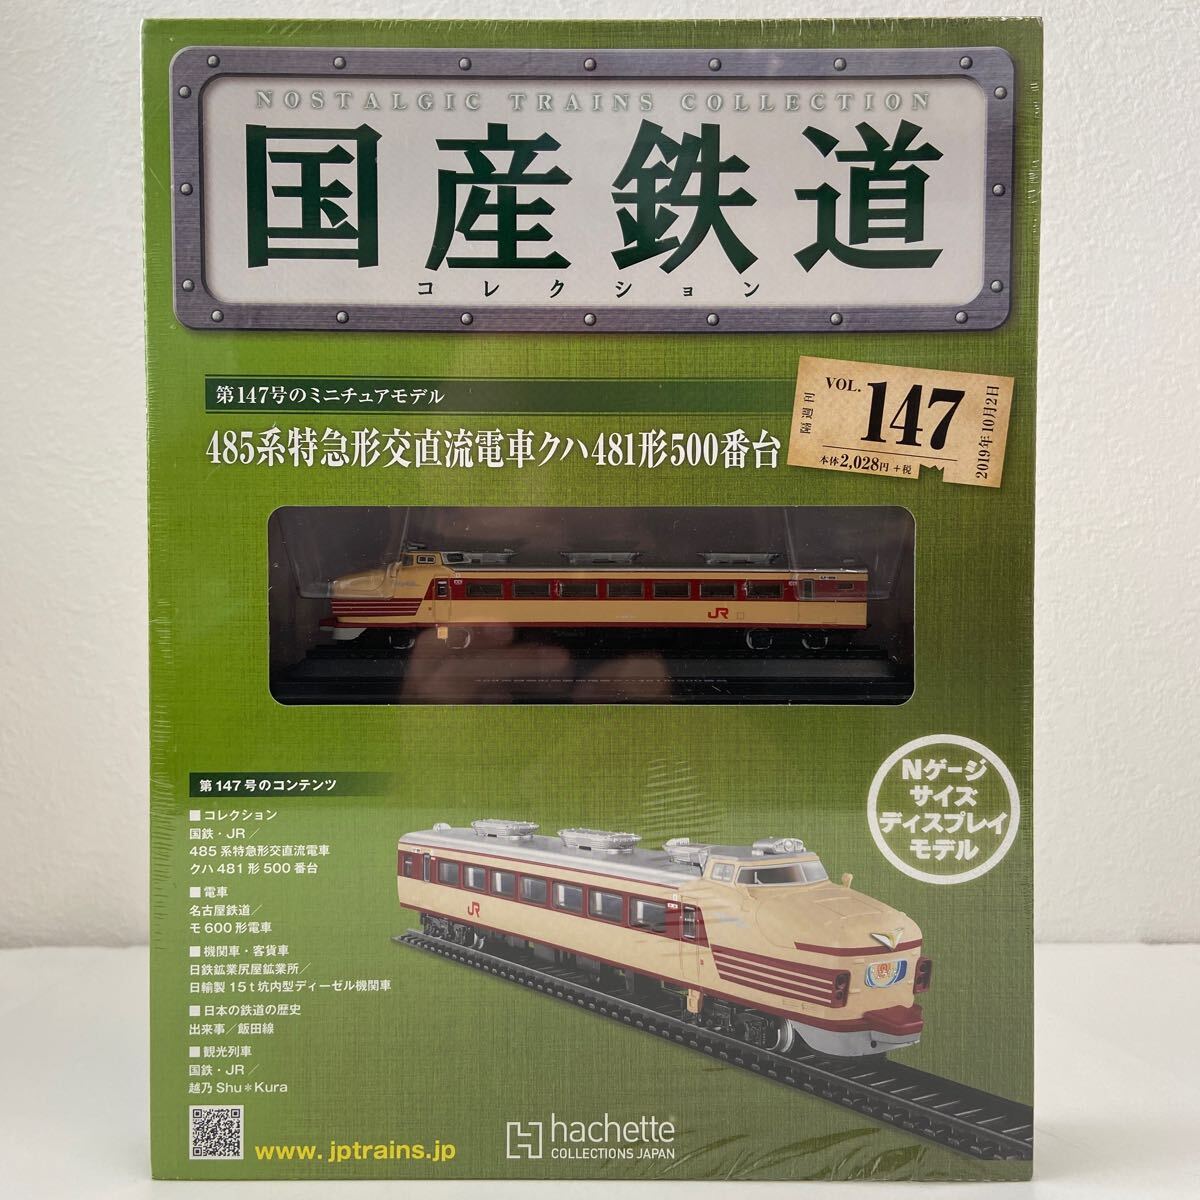 NOSTALGIC TRAINS COLLECTION
国産鉄道
コレクション
第147号のミニチュアモデル
485系特急形交直流電車クハ481形500番台
隔週刊
VOL. 147
本体2,028円+税
2019年10月2日
JR
Nゲージ
サイズ
ディスプレイ
モデル
第147号のコンテンツ
■コレクション
国鉄・JR/
485系特急形交直流電車
クハ481形500番台
■電車
名古屋鉄道/
モ600形電車
■機関車・客貨車
日鉄鉱業尻屋鉱業所/
日輸製15t坑内型ディーゼル機関車
■日本の鉄道の歴史
出来事/飯田線
■観光列車
国鉄・JR/
越乃Shu*Kura
JR
www.jptrains.jp
hachette
COLLECTIONS JAPAN